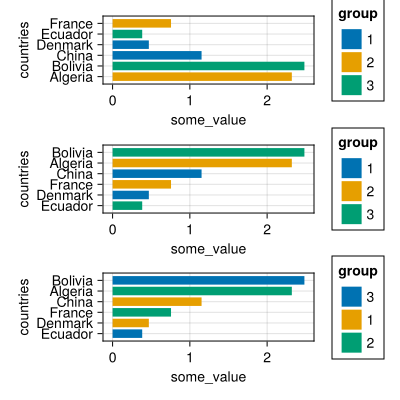 group
France
Ecuador
Denmark
China
Bolivia
Algeria
countries
1
2
3
0 1 2
some_value
group
Bolivia
Algeria
China
France
Denmark
Ecuador
countries
1
2
3
0 1 2
some_value
group
Bolivia
Algeria
China
France
Denmark
Ecuador
countries
3
1
2
0 1 2
some_value